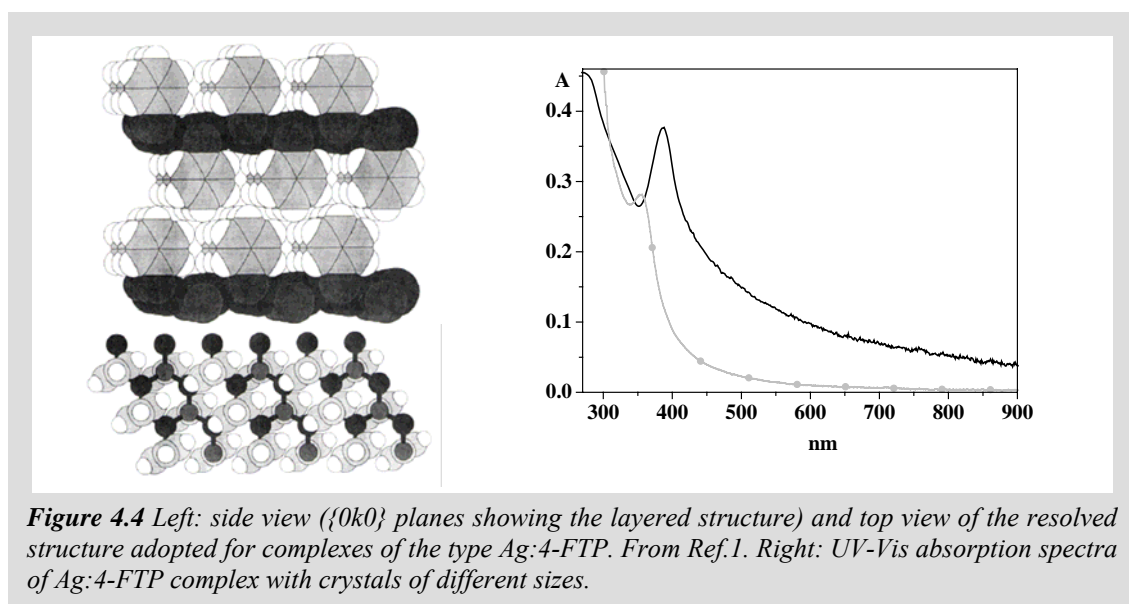 A
0.4
0.3
0.2
0.1
0.0
300 400 500 600 700 800 900
nm
Figure 4.4 Left: side view ({0k0} planes showing the layered structure) and top view of the resolved
structure adopted for complexes of the type Ag:4-FTP. From Ref.1. Right: UV-Vis absorption spectra
of Ag:4-FTP complex with crystals of different sizes.